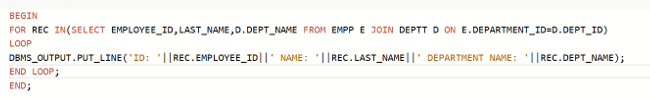 BEGIN
FOR REC IN(SELECT EMPLOYEE_ID,LAST_NAME,D.DEPT_NAME FROM EMPP E JOIN DEPTT D ON E.DEPARTMENT_ID=D.DEPT_ID)
LOOP
DBMS_OUTPUT.PUT_LINE('ID: '||REC.EMPLOYEE_ID||' NAME: '||REC.LAST_NAME||' DEPARTMENT NAME: '||REC.DEPT_NAME);
END LOOP;
END;